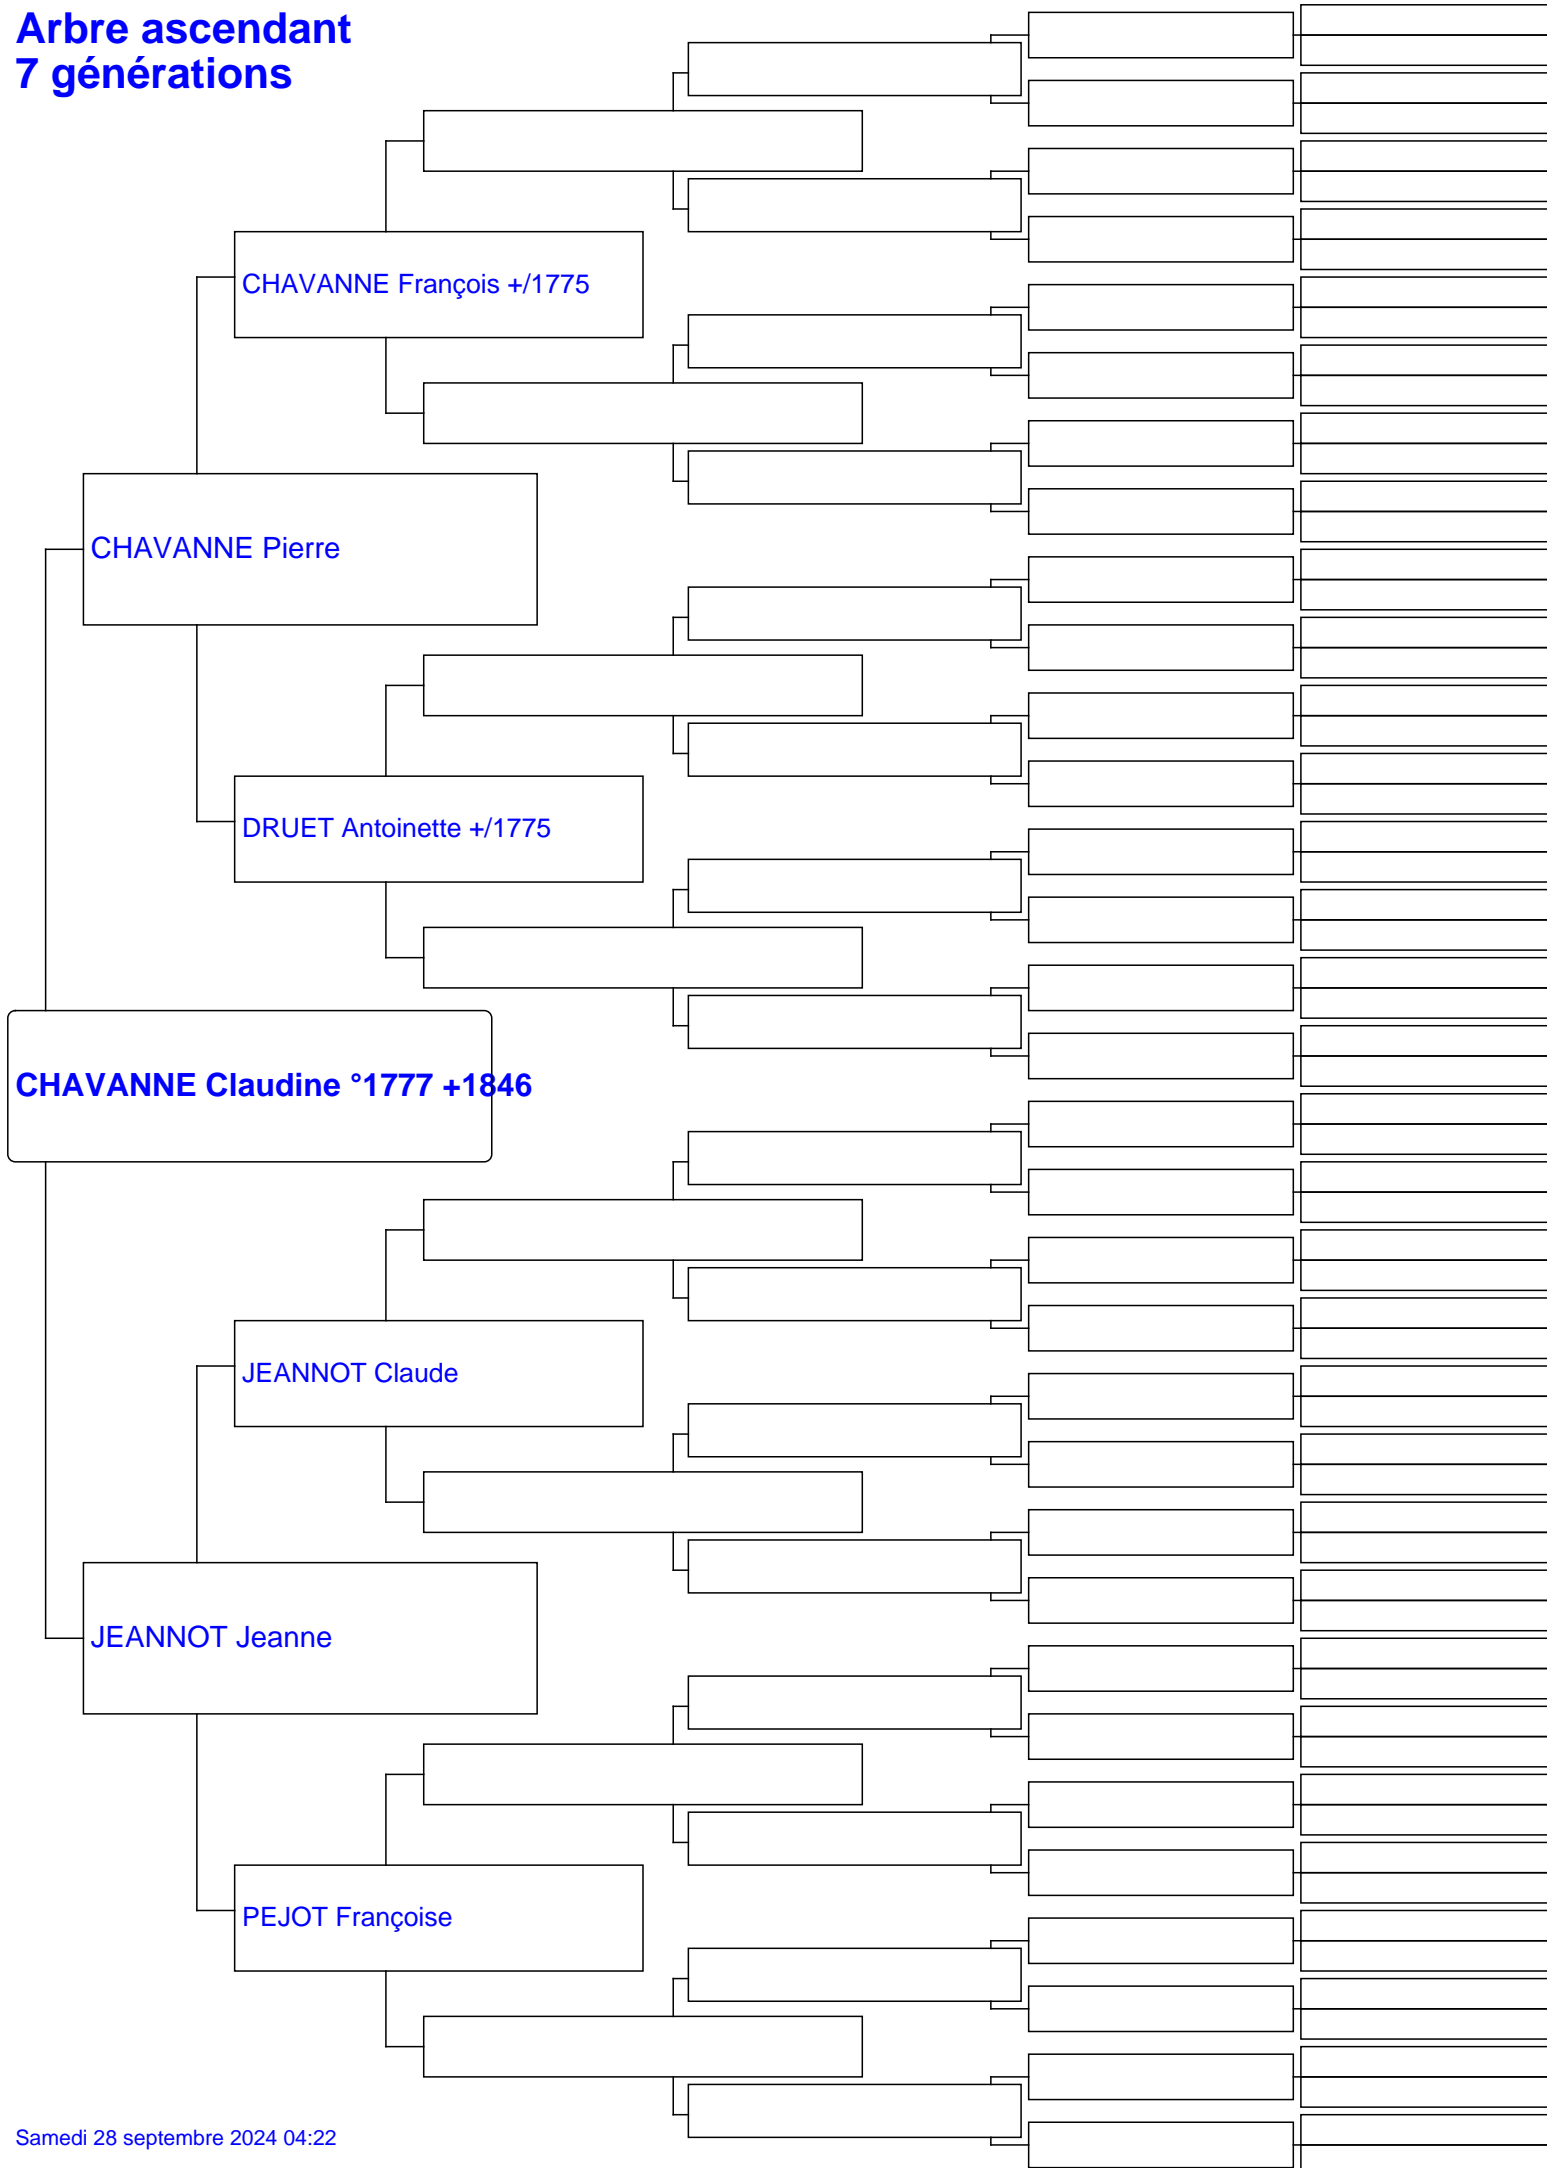 Arbre ascendant
7 générations
CHAVANNE François +/1775
CHAVANNE Pierre
DRUET Antoinette +/1775
CHAVANNE Claudine °1777 +1846
JEANNOT Claude
JEANNOT Jeanne
PEJOT Françoise
Samedi 28 septembre 2024 04:22